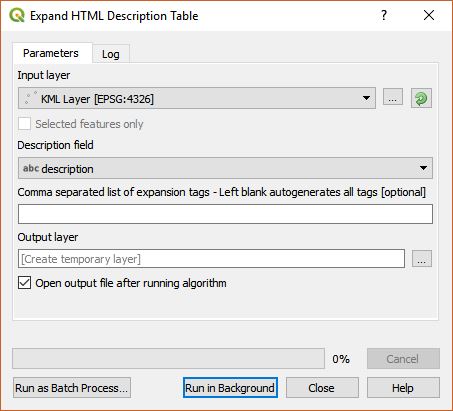 Expand HTML Description Table
? X
Parameters Log
Input layer
KML Layer [EPSG:4326] ...
Selected features only
Description field
abc description
Comma separated list of expansion tags - Left blank autogenerates all tags [optional]
Output layer
[Create temporary layer] ...
Open output file after running algorithm
0% Cancel
Run as Batch Process... Run in Background Close Help